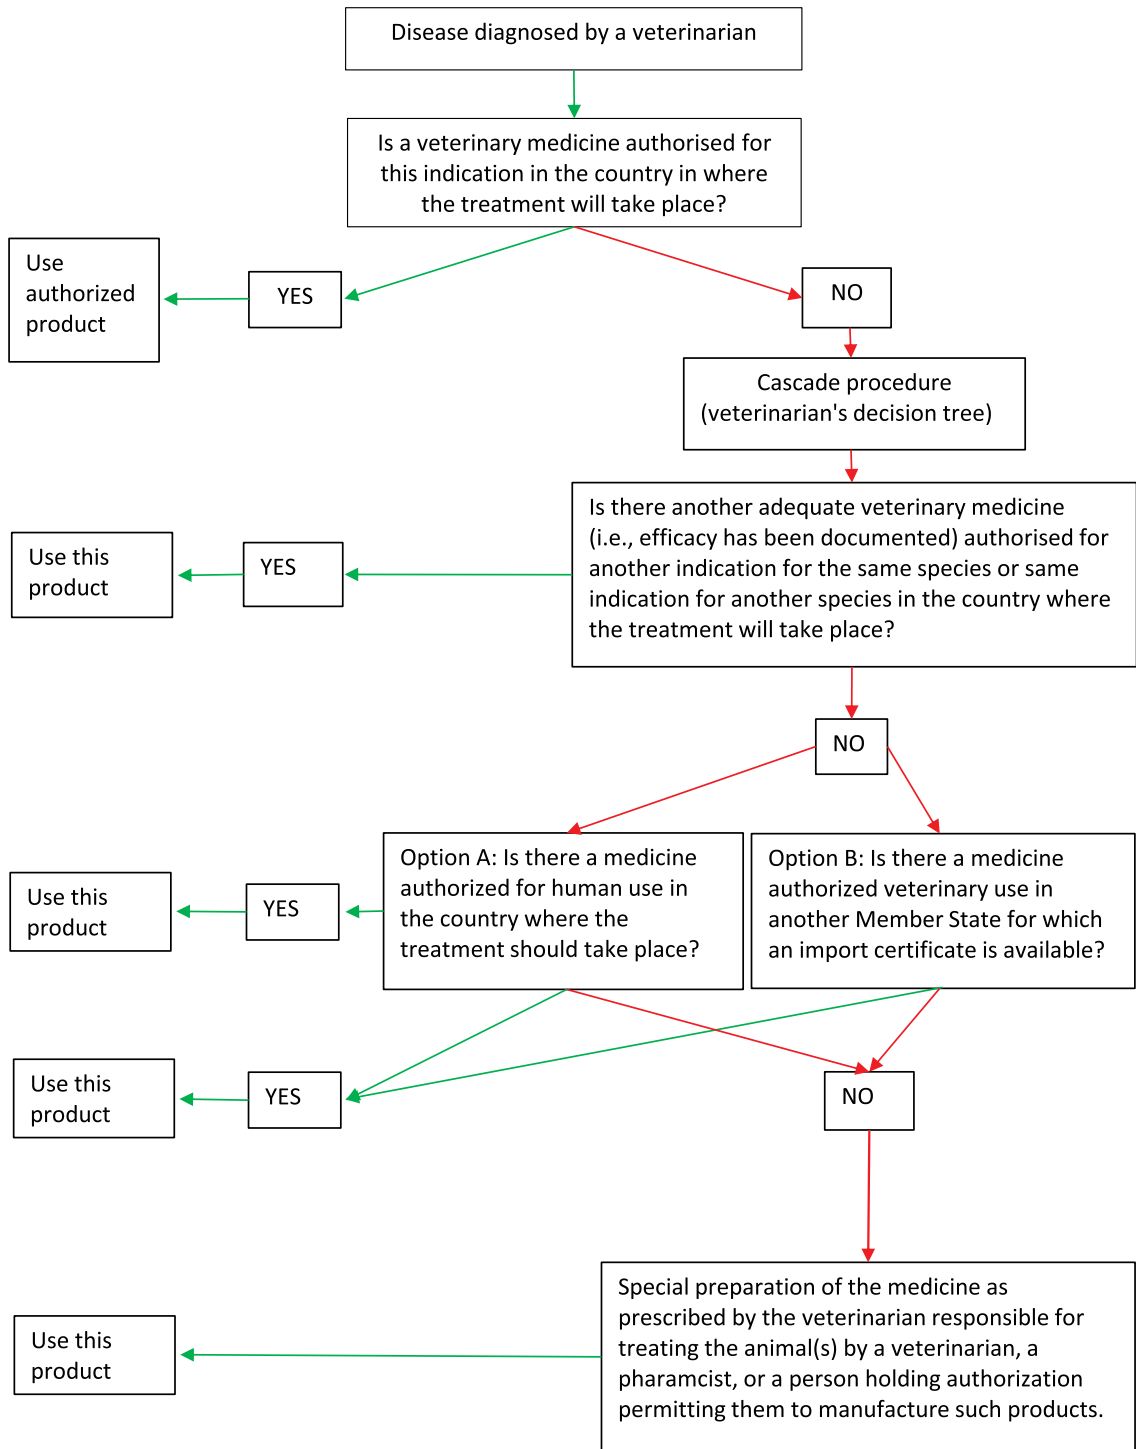 Disease diagnosed by a veterinarian
Is a veterinary medicine authorised for
this indication in the country in where
the treatment will take place?
Use
authorized
product
YES
NO
Cascade procedure
(veterinarian's decision tree)
Is there another adequate veterinary medicine
(i.e., efficacy has been documented) authorised for
another indication for the same species or same
indication for another species in the country where
the treatment will take place?
YES
Use this
product
NO
Option A: Is there a medicine
authorized for human use in
the country where the
treatment should take place?
Option B: Is there a medicine
authorized veterinary use in
another Member State for which
an import certificate is available?
YES
Use this
product
YES
Use this
product
NO
Special preparation of the medicine as
prescribed by the veterinarian responsible for
treating the animal(s) by a veterinarian, a
pharamcist, or a person holding authorization
permitting them to manufacture such products.
Use this
product